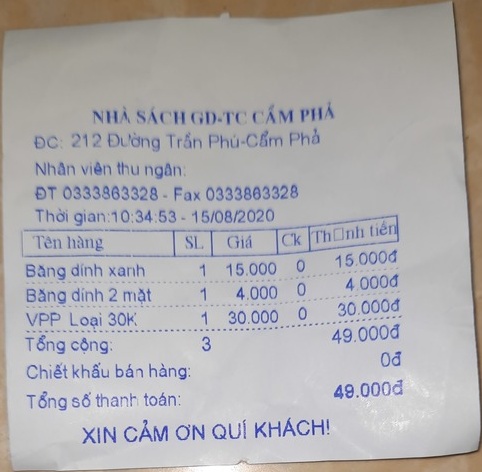 NHÀ SÁCH GD-TC CẨM PHẢ
ĐC: 212 Đường Trần Phú-Cẩm Phả
Nhân viên thu ngân:
ĐT 0333863328 - Fax 0333863328
Thời gian:10:34:53 - 15/08/2020
Tên hàng SL Giá Ck Th□nh tiền
Băng dính xanh 1 15.000 0 15.000đ
Băng dính 2 mặt 1 4.000 0 4.000đ
VPP Loại 30K 1 30.000 0 30.000đ
Tổng cộng: 3 49.000đ
Chiết khấu bán hàng: 0đ
Tổng số thanh toán: 49.000đ
XIN CẢM ƠN QUÍ KHÁCH!